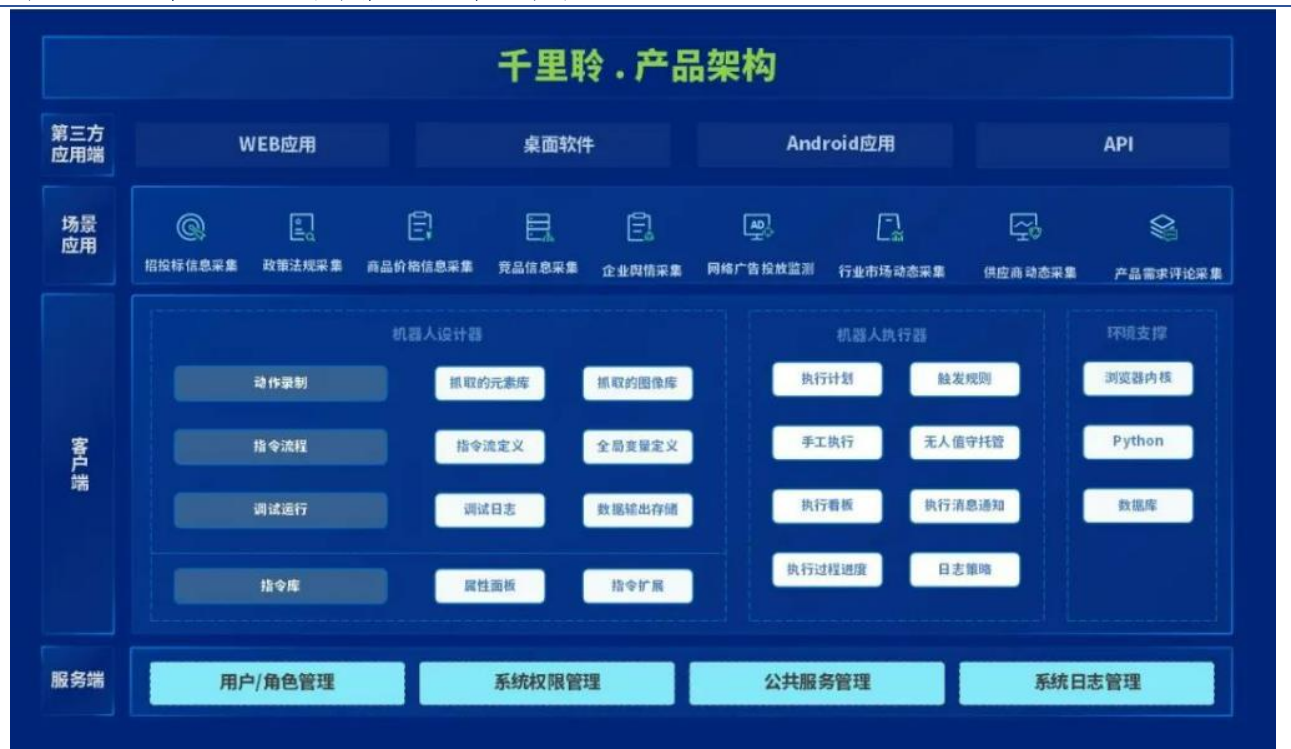 千里聆 . 产品架构
第三方
应用端
WEB应用
桌面软件
Android应用
API
场景
应用
招投标信息采集
政策法规采集
商品价格信息采集
竞品信息采集
企业舆情采集
AD
网络广告投放监测
行业市场动态采集
供应商动态采集
产品需求评论采集
客户端
机器人设计器
动作录制
抓取的元素库
抓取的图像库
指令流程
指令流定义
全局变量定义
调试运行
调试日志
数据输出存储
指令库
属性面板
指令扩展
机器人执行器
执行计划
触发规则
手工执行
无人值守托管
执行看板
执行消息通知
执行过程进度
日志策略
环境支撑
浏览器内核
Python
数据库
服务端
用户/角色管理
系统权限管理
公共服务管理
系统日志管理